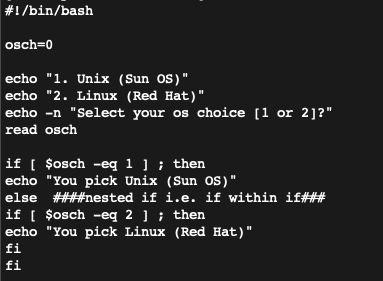 #!/bin/bash
osch=0
echo "1. Unix (Sun OS)"
echo "2. Linux (Red Hat)"
echo -n "Select your os choice [1 or 2]?"
read osch
if [ $osch -eq 1 ] ; then
echo "You pick Unix (Sun OS)"
else  ####nested if i.e. if within if###
if [ $osch -eq 2 ] ; then
echo "You pick Linux (Red Hat)"
fi
fi